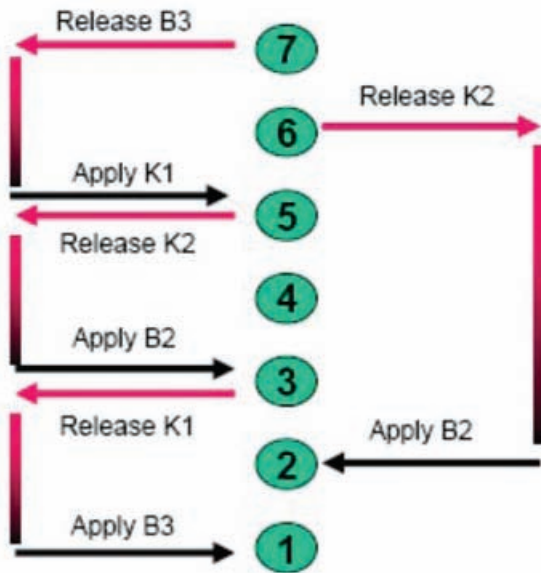 Release B3
7
6
Release K2
Apply K1
5
Release K2
4
Apply B2
3
Release K1
Apply B2
2
Apply B3
1